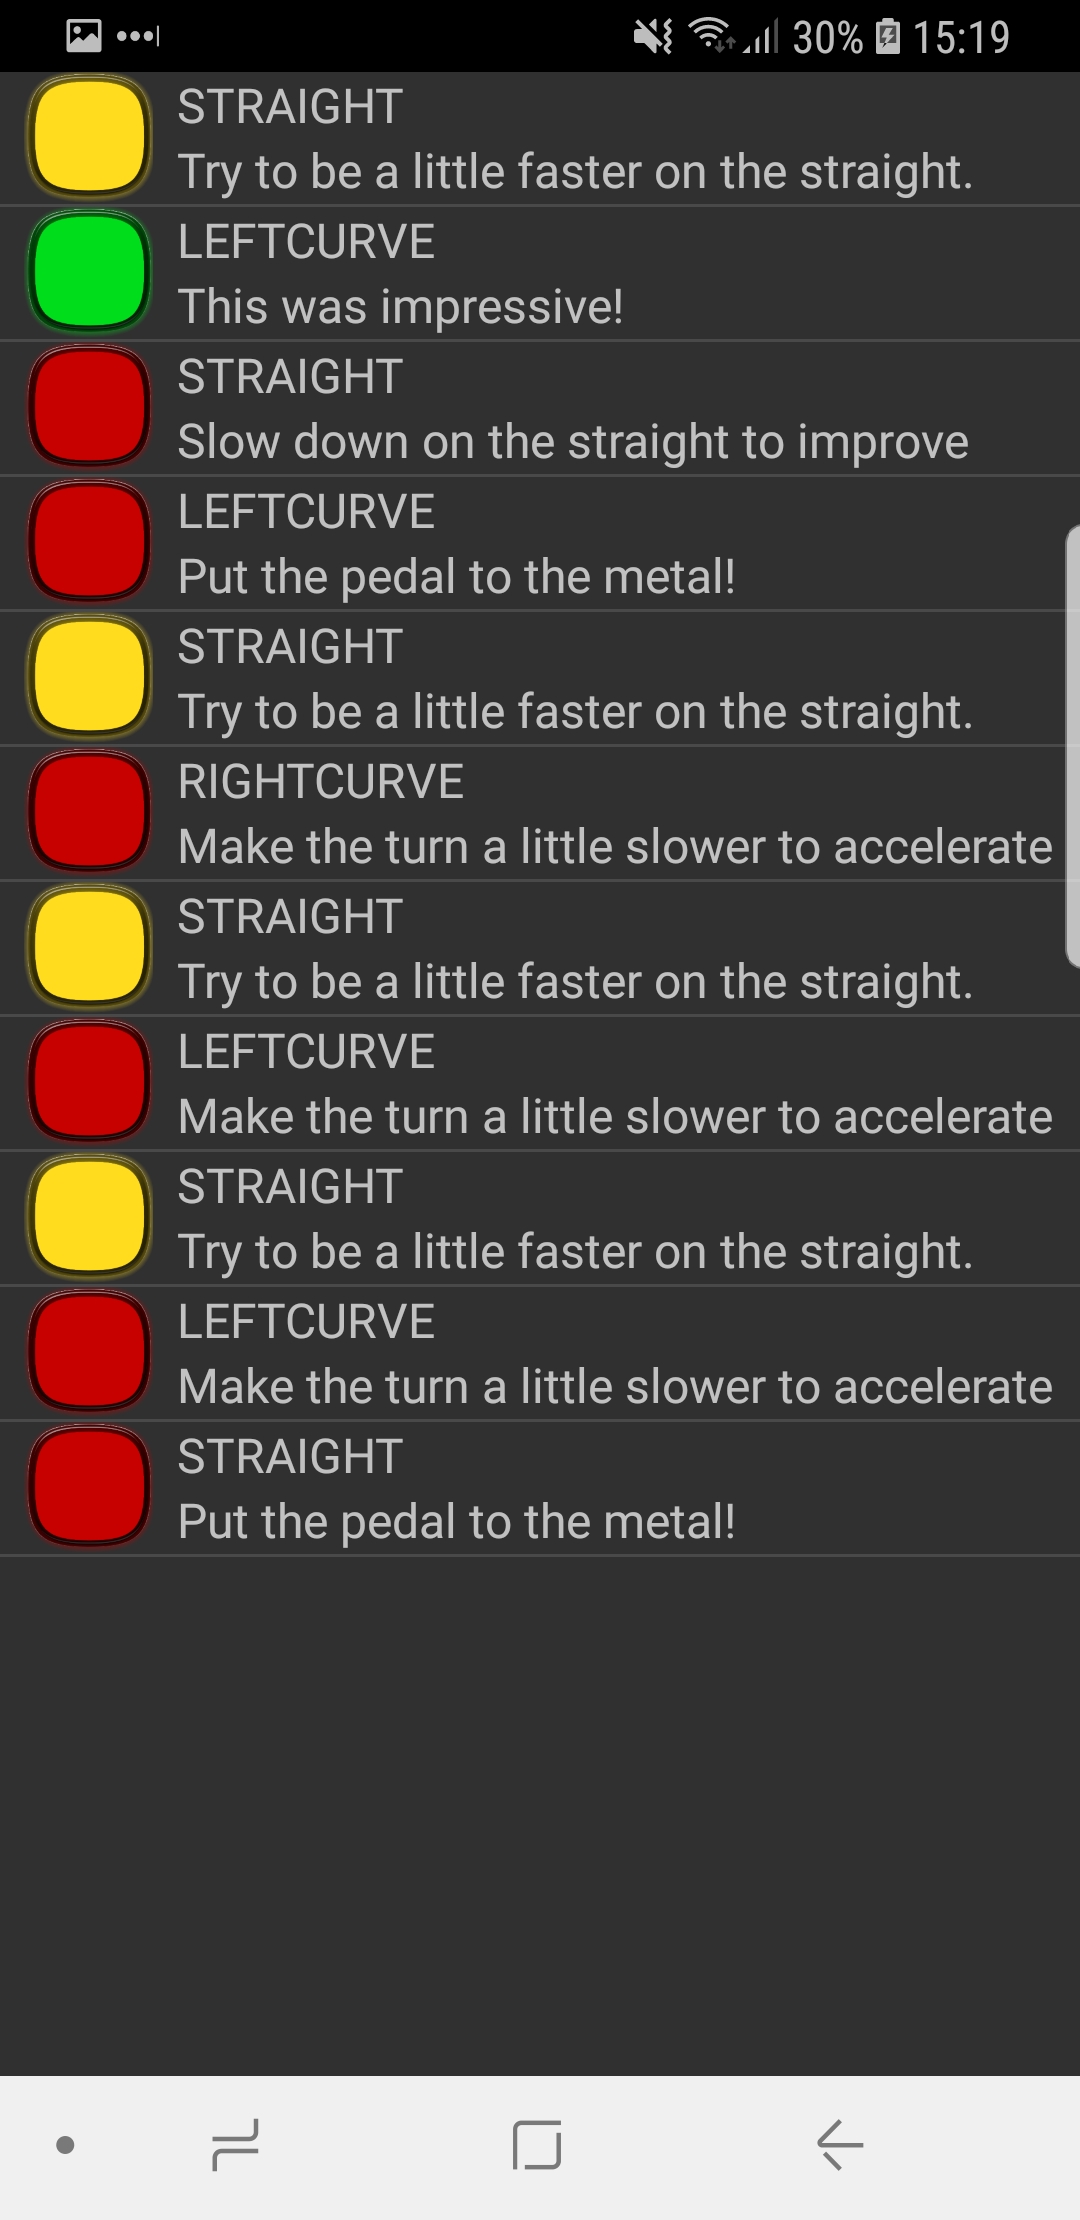 30% 15:19
STRAIGHT
Try to be a little faster on the straight.
LEFTCURVE
This was impressive!
STRAIGHT
Slow down on the straight to improve
LEFTCURVE
Put the pedal to the metal!
STRAIGHT
Try to be a little faster on the straight.
RIGHTCURVE
Make the turn a little slower to accelerate
STRAIGHT
Try to be a little faster on the straight.
LEFTCURVE
Make the turn a little slower to accelerate
STRAIGHT
Try to be a little faster on the straight.
LEFTCURVE
Make the turn a little slower to accelerate
STRAIGHT
Put the pedal to the metal!